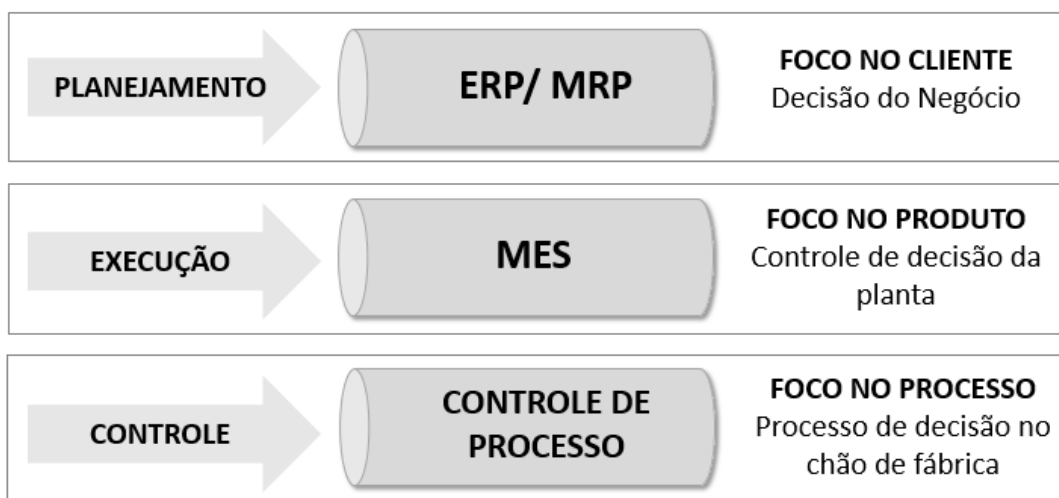 PLANEJAMENTO
ERP/ MRP
FOCO NO CLIENTE
Decisão do Negócio
EXECUÇÃO
MES
FOCO NO PRODUTO
Controle de decisão da
planta
CONTROLE
CONTROLE DE
PROCESSO
FOCO NO PROCESSO
Processo de decisão no
chão de fábrica